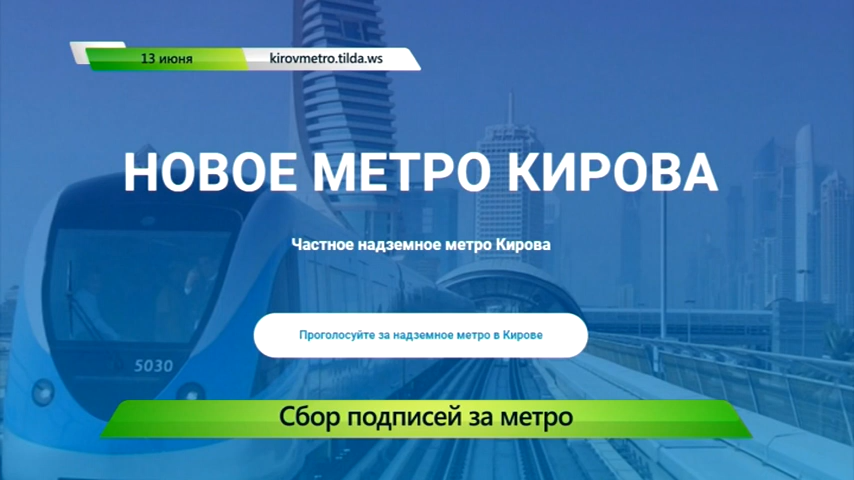 13 июня
kirovmetro.tilda.ws
НОВОЕ МЕТРО КИРОВА
Частное надземное метро Кирова
Проголосуйте за надземное метро в Кирове
5030
Сбор подписей за метро